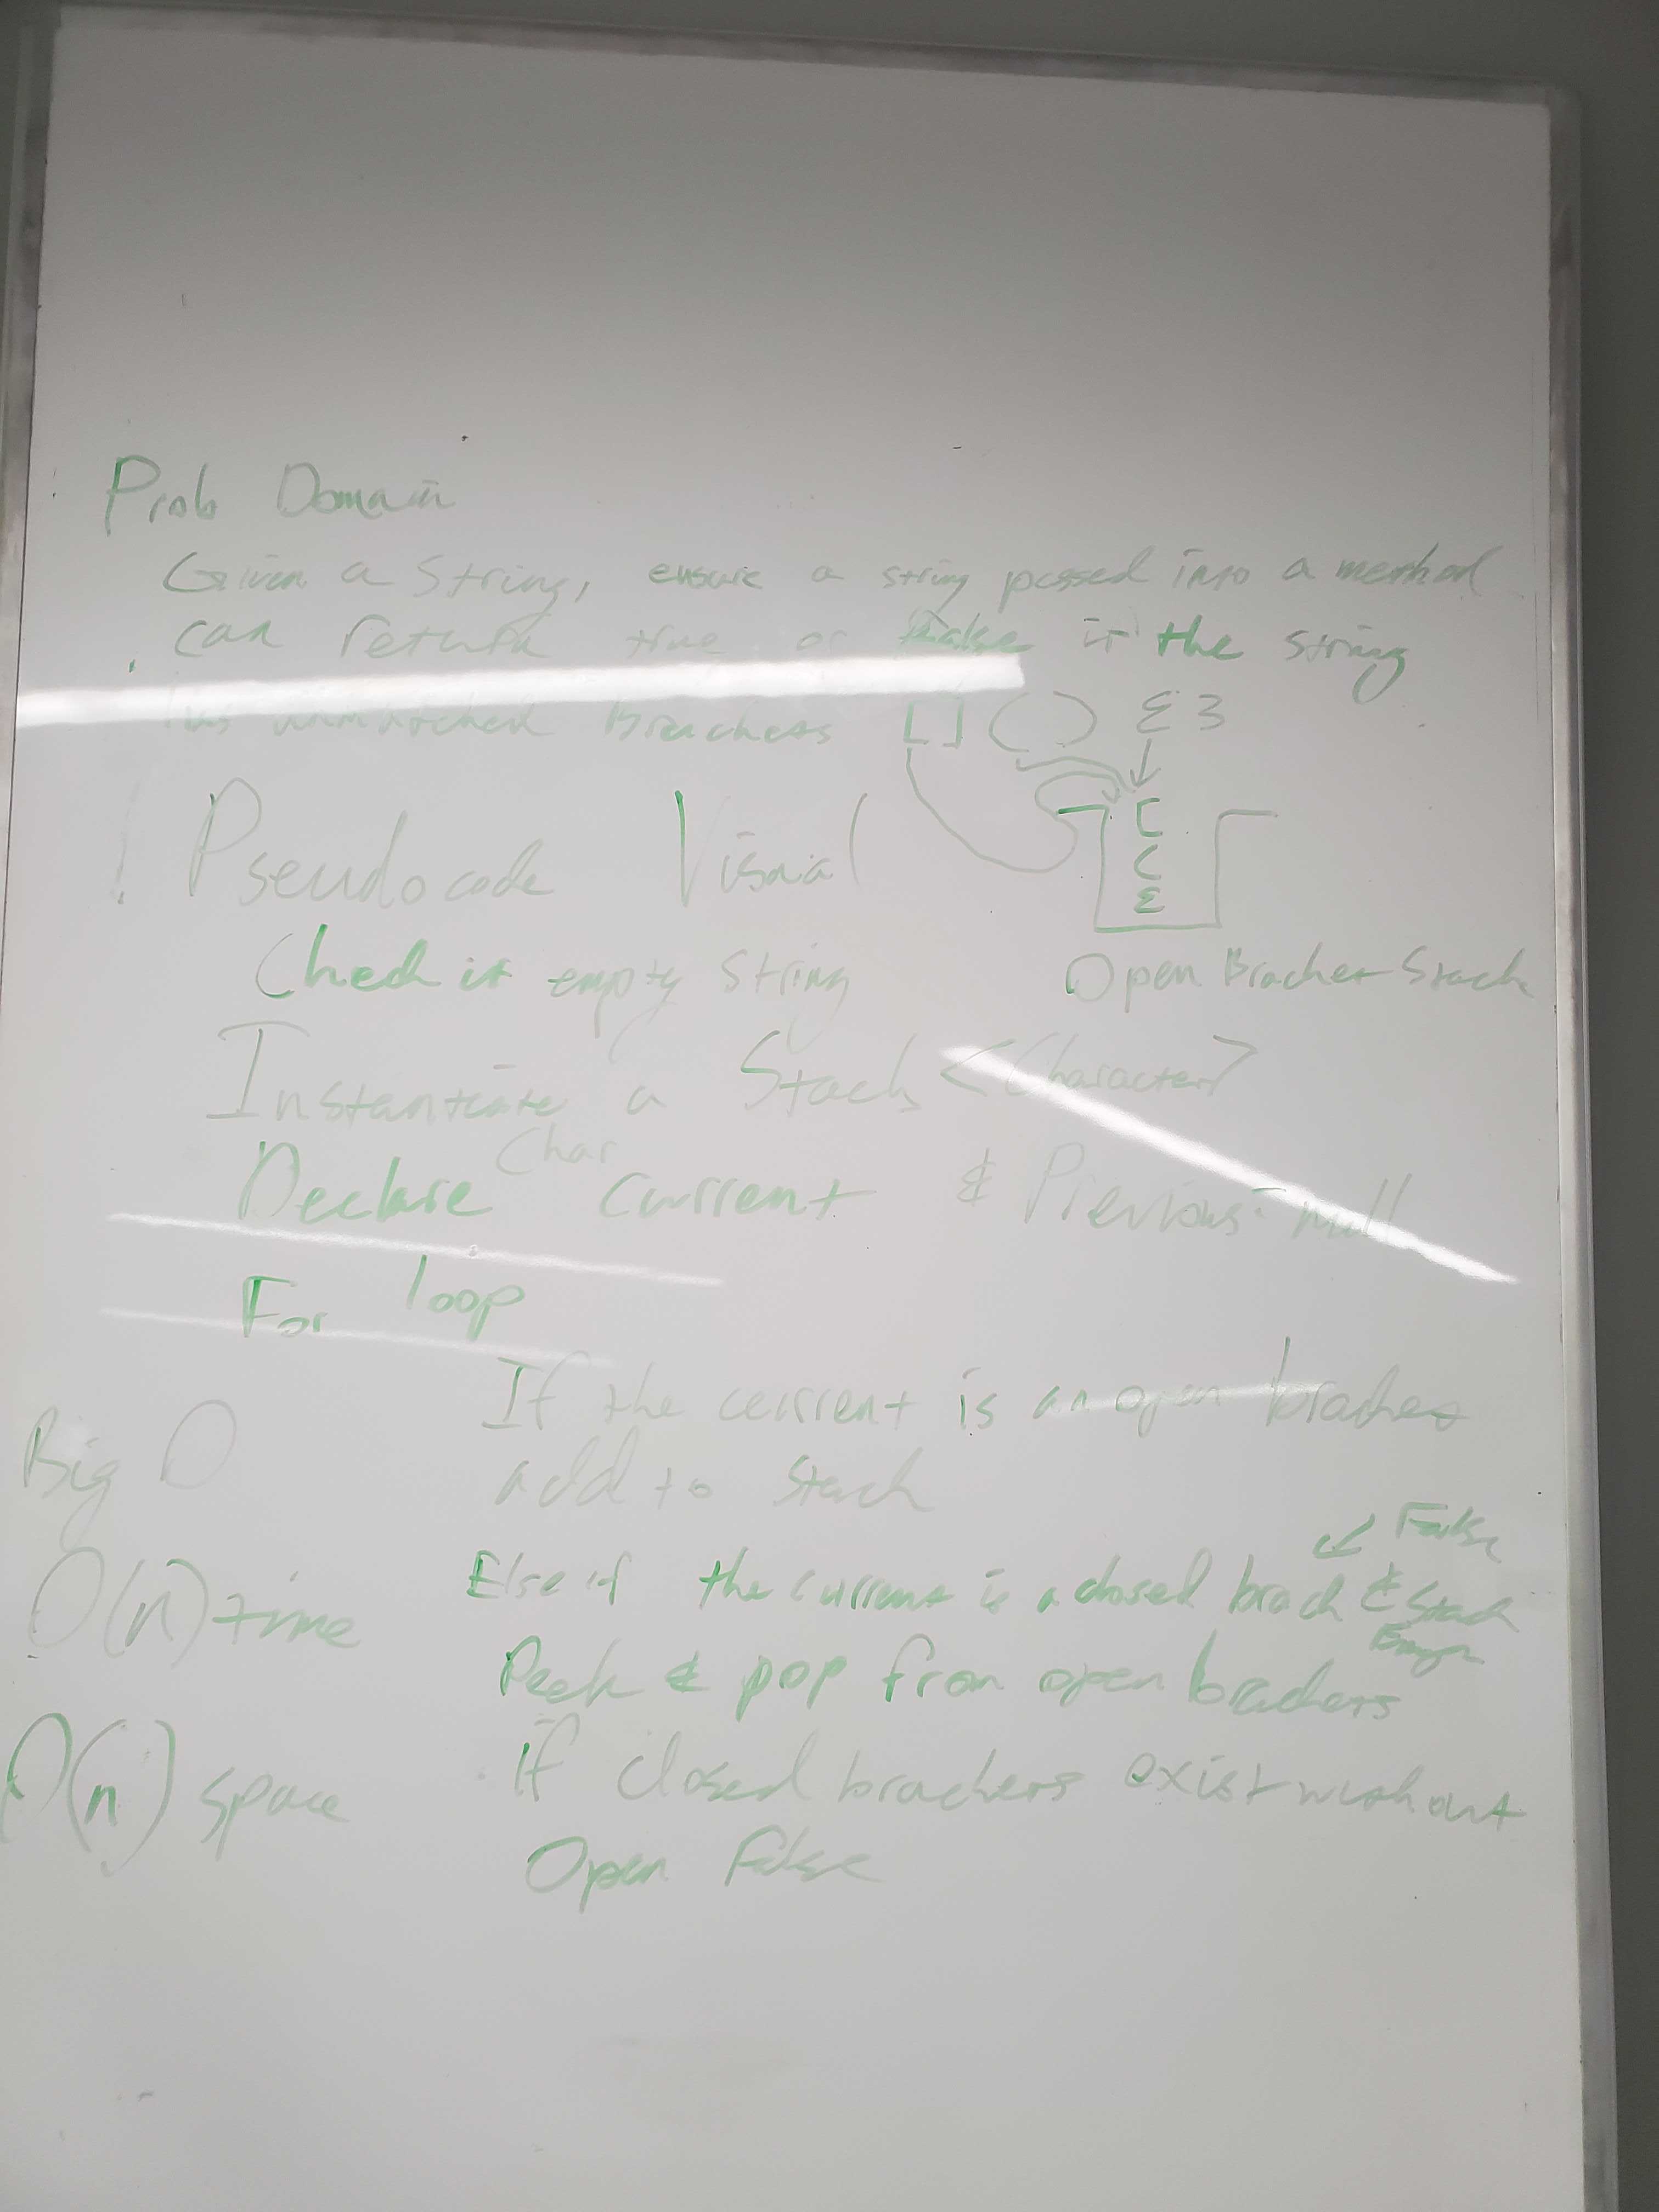 Prob Domain
Given a String, ensure a string passed into a method
can return true or false if the string
has unmatched Brackets [] () { }
Pseudocode Visual
[
(
{
Check if empty String
Open Bracket Stack
Instantiate a Stack <Character>
Char
Declare current & Previous = null
For loop
If the current is an open bracket
add to stack
Big O
O(n) time
O(n) space
False
Else if the current is a closed brack & Stack
Empty
Peek & pop from open brackets
If closed brackets exist without
Open False